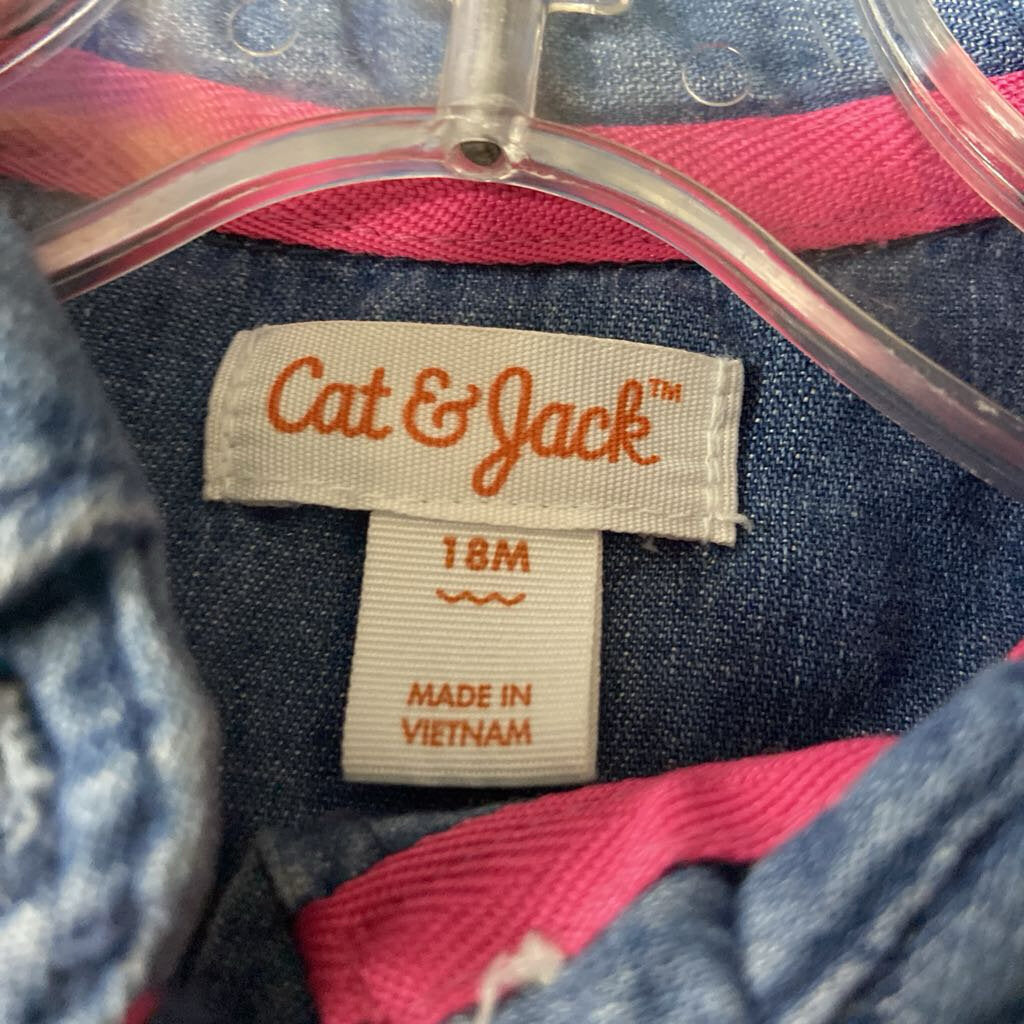 Cat & Jack™
18M
MADE IN
VIETNAM